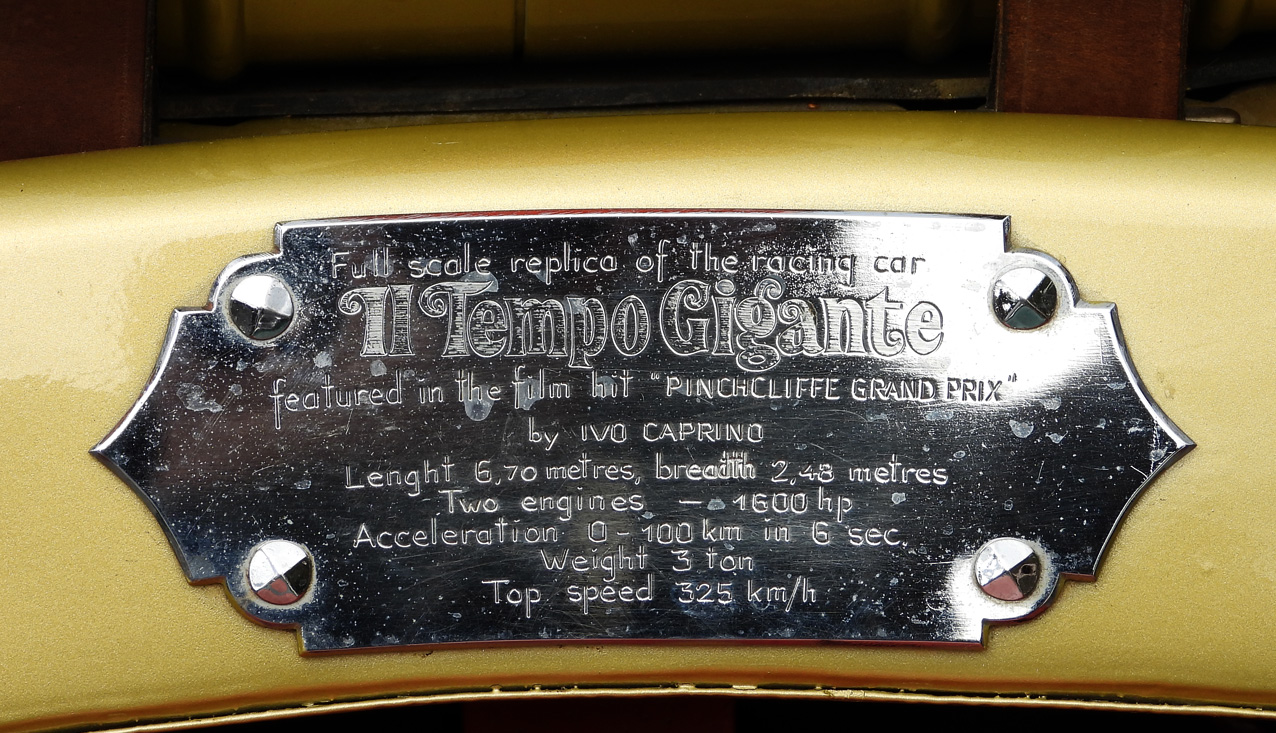 Full scale replica of the racing car
Il Tempo Gigante
featured in the film hit "PINCHCLIFFE GRAND PRIX"
by IVO CAPRINO
Lenght 6,70 metres, breadth 2,48 metres
Two engines — 1600 hp
Acceleration 0 - 100 km in 6 sec.
Weight 3 ton
Top speed 325 km/h